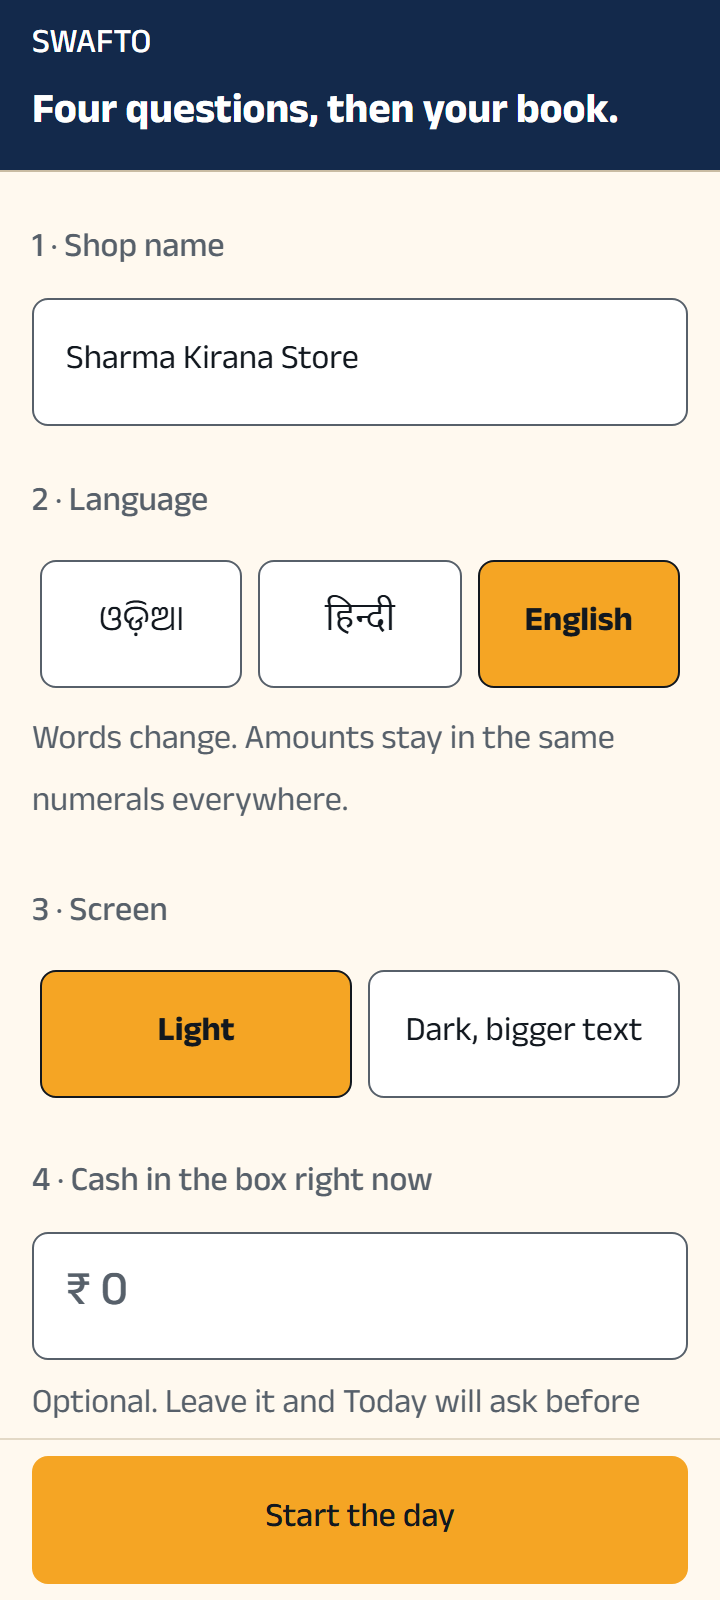 SWAFTO
Four questions, then your book.
1 · Shop name
Sharma Kirana Store
2 · Language
ଓଡ଼ିଆ
हिन्दी
English
Words change. Amounts stay in the same
numerals everywhere.
3 · Screen
Light
Dark, bigger text
4 · Cash in the box right now
₹ 0
Optional. Leave it and Today will ask before
Start the day